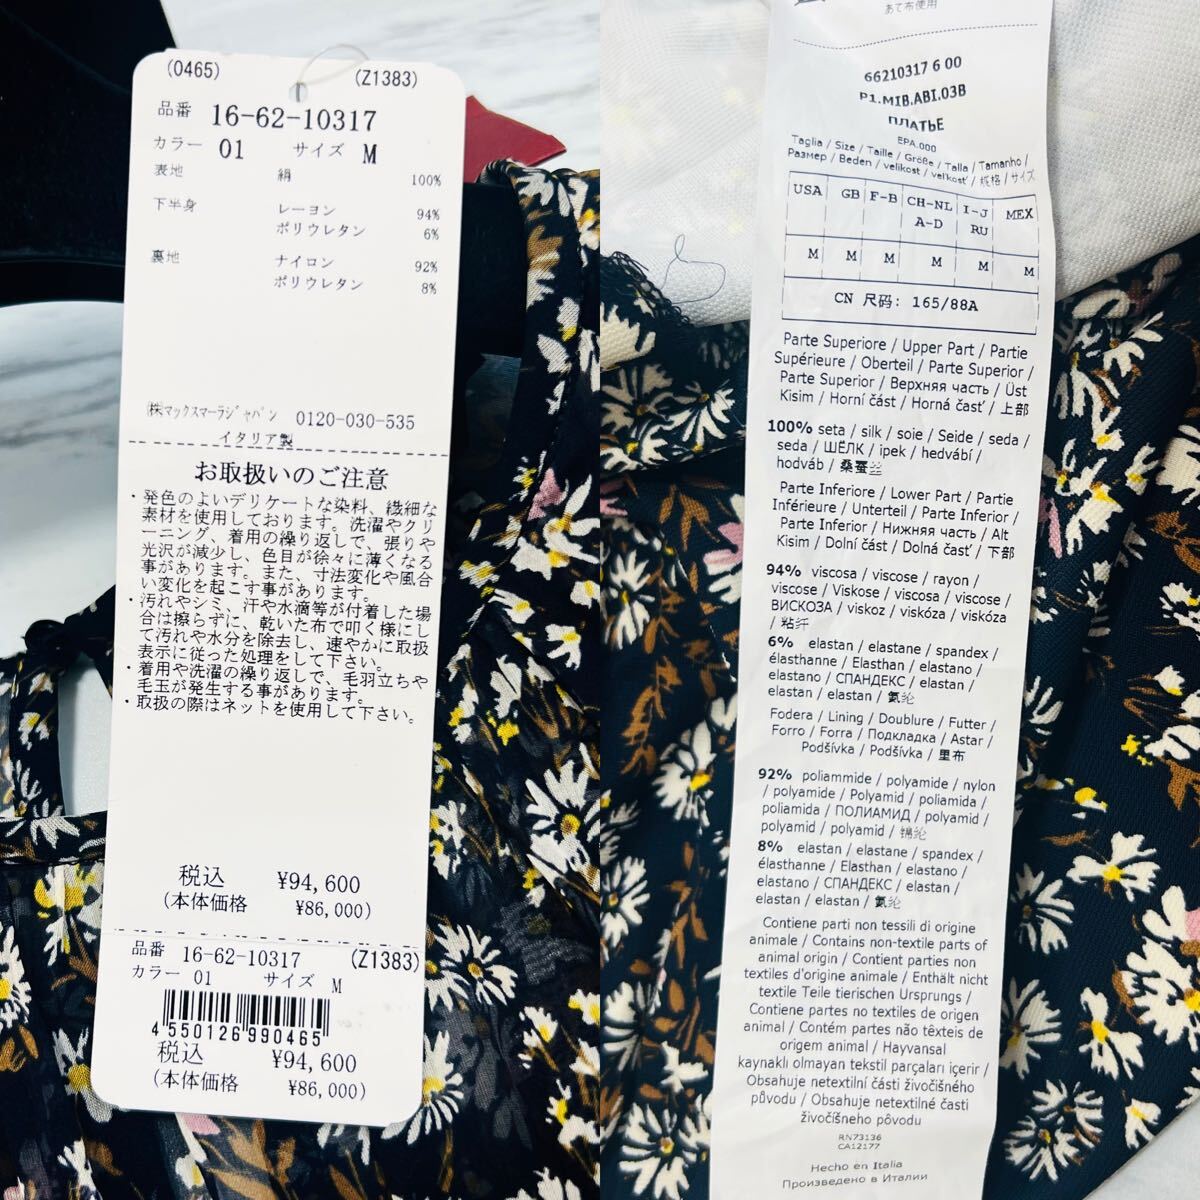 (0465)
(Z1383)
品番 16-62-10317
カラー 01 サイズ M
表地 絹 100%
下半身 レーヨン 94%
ポリウレタン 6%
裏地 ナイロン 92%
ポリウレタン 8%
㈱マックスマーラジャパン 0120-030-535
イタリア製
お取扱いのご注意
・発色のよいデリケートな染料、繊細な
素材を使用しております。洗濯やクリ
ーニング、着用の繰り返しで、張りや
光沢が減少し、色目が徐々に薄くなる
事があります。また、寸法変化や風合
い変化を起こす事があります。
・汚れやシミ、汗や水滴等が付着した場
合は擦らずに、乾いた布で叩く様にし
て汚れや水分を除去し、速やかに取扱
表示に従った処理をして下さい。
・着用や洗濯の繰り返しで、毛羽立ちや
毛玉が発生する事があります。
・取扱の際はネットを使用して下さい。
税込 ¥94,600
(本体価格 ¥86,000)
品番 16-62-10317 (Z1383)
カラー 01 サイズ M
4 550126 990465
税込 ¥94,600
(本体価格 ¥86,000)
あて布使用
66210317 6 00
P1.MIB.ABI.03B
ПЛАТЬЕ
EPA.000
Taglia / Size / Taille / Größe / Talla / Tamanho /
Размер / Beden / velikost / veľkosť / 规格 / サイズ
USA GB F-B CH-NL I-J MEX
A-D RU
M M M M M M
CN 尺码: 165/88A
Parte Superiore / Upper Part / Partie
Supérieure / Oberteil / Parte Superior /
Parte Superior / Верхняя часть / Üst
Kisim / Horní část / Horná časť / 上部
100% seta / silk / soie / Seide / seda /
seda / ШЁЛК / ipek / hedvábí /
hodváb / 桑蚕丝
Parte Inferiore / Lower Part / Partie
Inférieure / Unterteil / Parte Inferior /
Parte Inferior / Нижняя часть / Alt
Kisim / Dolní část / Dolná časť / 下部
94% viscosa / viscose / rayon /
viscose / Viskose / viscosa / viscose /
ВИСКОЗА / viskoz / viskóza / viskóza
/ 粘纤
6% elastan / elastane / spandex /
élasthanne / Elasthan / elastano /
elastano / СПАНДЕКС / elastan /
elastan / elastan / 氨纶
Fodera / Lining / Doublure / Futter /
Forro / Forra / Подкладка / Astar /
Podšívka / Podšívka / 里布
92% poliammide / polyamide / nylon
/ polyamide / Polyamid / poliamida /
poliamida / ПОЛИАМИД / polyamid /
polyamid / polyamid / 锦纶
8% elastan / elastane / spandex /
élasthanne / Elasthan / elastano /
elastano / СПАНДЕКС / elastan /
elastan / elastan / 氨纶
Contiene parti non tessili di origine
animale / Contains non-textile parts of
animal origin / Contient parties non
textiles d'origine animale / Enthält nicht
textile Teile tierischen Ursprungs /
Contiene partes no textiles de origen
animal / Contém partes não têxteis de
origem animal / Hayvansal
kaynaklı olmayan tekstil parçaları içerir /
Obsahuje netextilní části živočišného
původu / Obsahuje netextilné časti
živočíšneho pôvodu
RN73136
CA12177
Hecho en Italia
Произведено в Италии